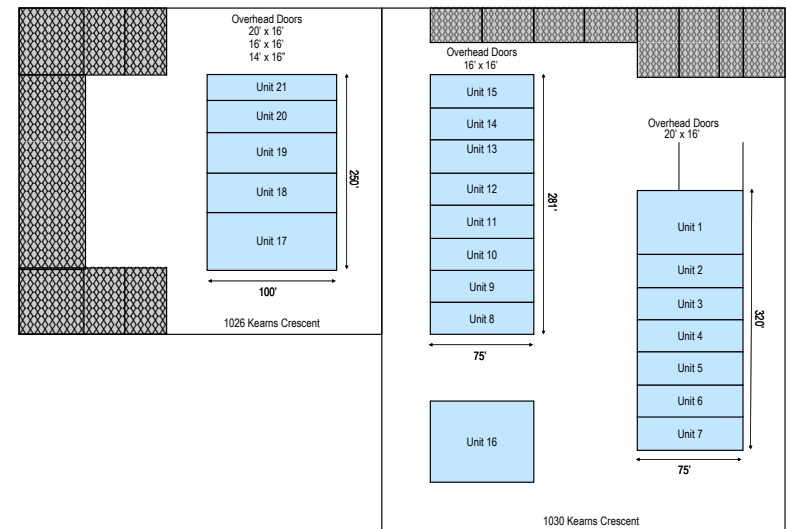 Overhead Doors
20' x 16'
16' x 16'
14' x 16"
Unit 21
Unit 20
Unit 19
Unit 18
Unit 17
250'
100'
1026 Kearns Crescent
Overhead Doors
16' x 16'
Unit 15
Unit 14
Unit 13
Unit 12
Unit 11
Unit 10
Unit 9
Unit 8
281'
75'
Unit 16
Overhead Doors
20' x 16'
Unit 1
Unit 2
Unit 3
Unit 4
Unit 5
Unit 6
Unit 7
320'
75'
1030 Kearns Crescent